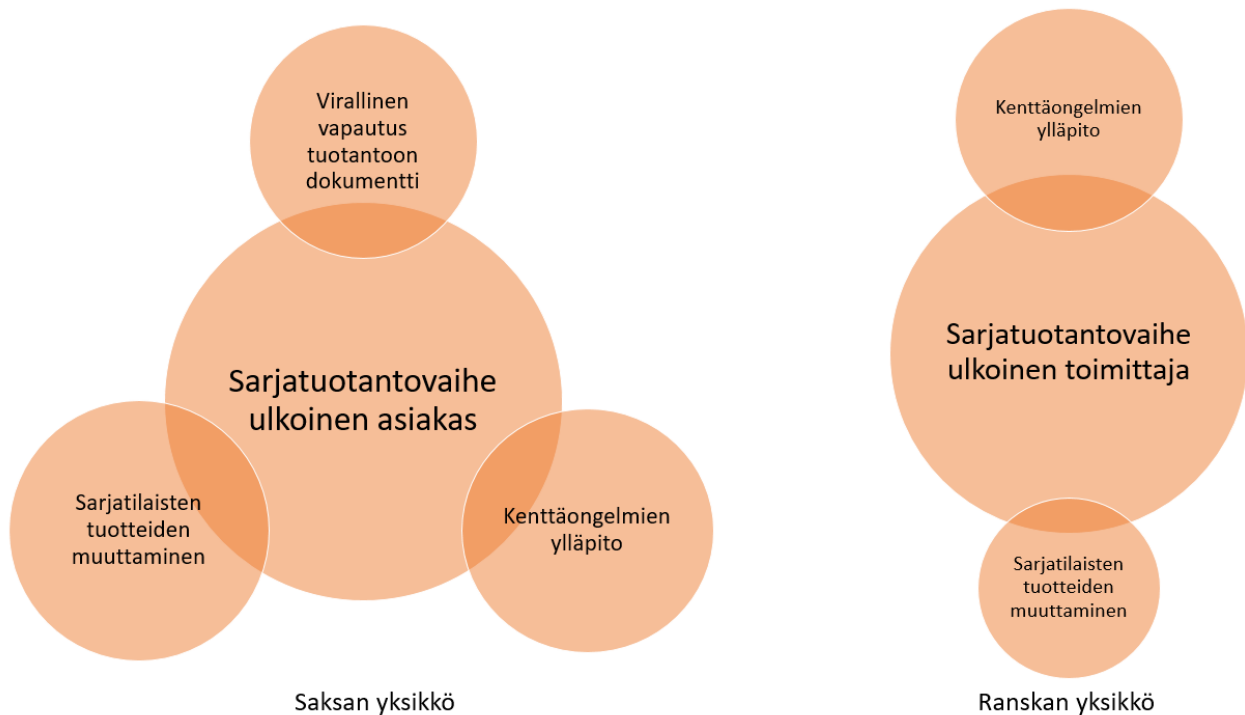 Virallinen
vapautus
tuotantoon
dokumentti
Sarjatuotantovaihe
ulkoinen asiakas
Sarjatilaisten
tuotteiden
muuttaminen
Kenttäongelmien
ylläpito
Saksan yksikkö
Kenttäongelmien
ylläpito
Sarjatuotantovaihe
ulkoinen toimittaja
Sarjatilaisten
tuotteiden
muuttaminen
Ranskan yksikkö